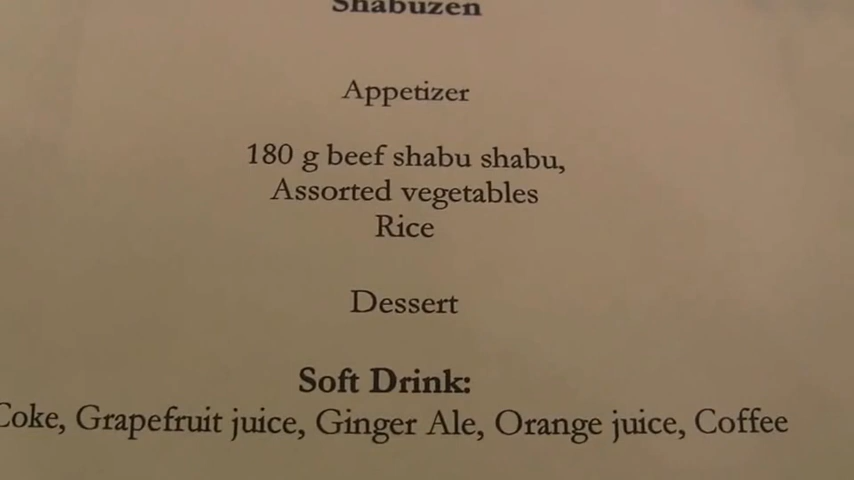 Shabuzen
Appetizer
180 g beef shabu shabu,
Assorted vegetables
Rice
Dessert
Soft Drink:
Coke, Grapefruit juice, Ginger Ale, Orange juice, Coffee